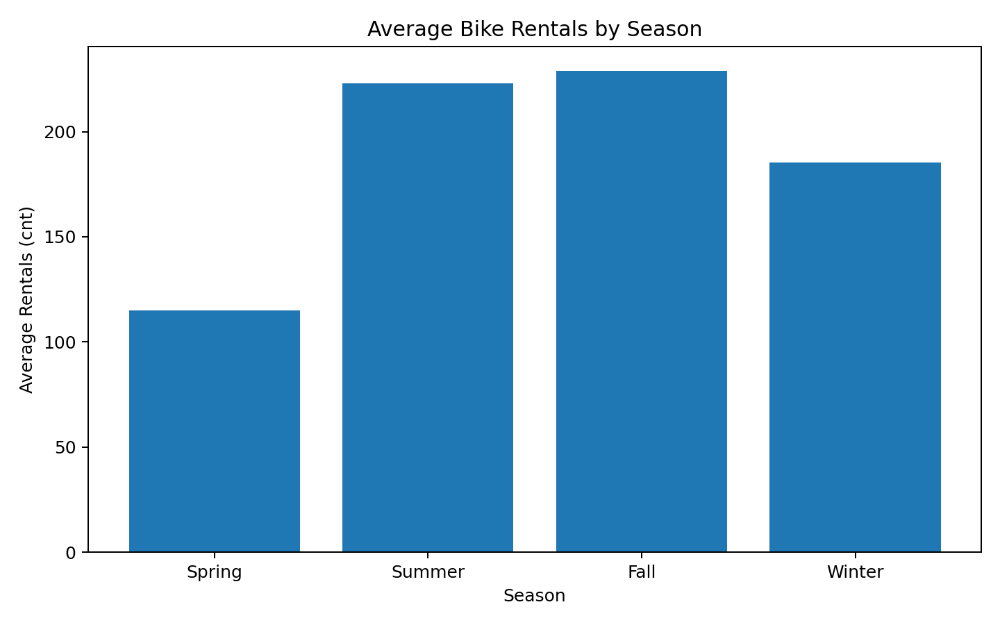 Average Bike Rentals by Season
Average Rentals (cnt)
200
150
100
50
0
Spring Summer Fall Winter
Season